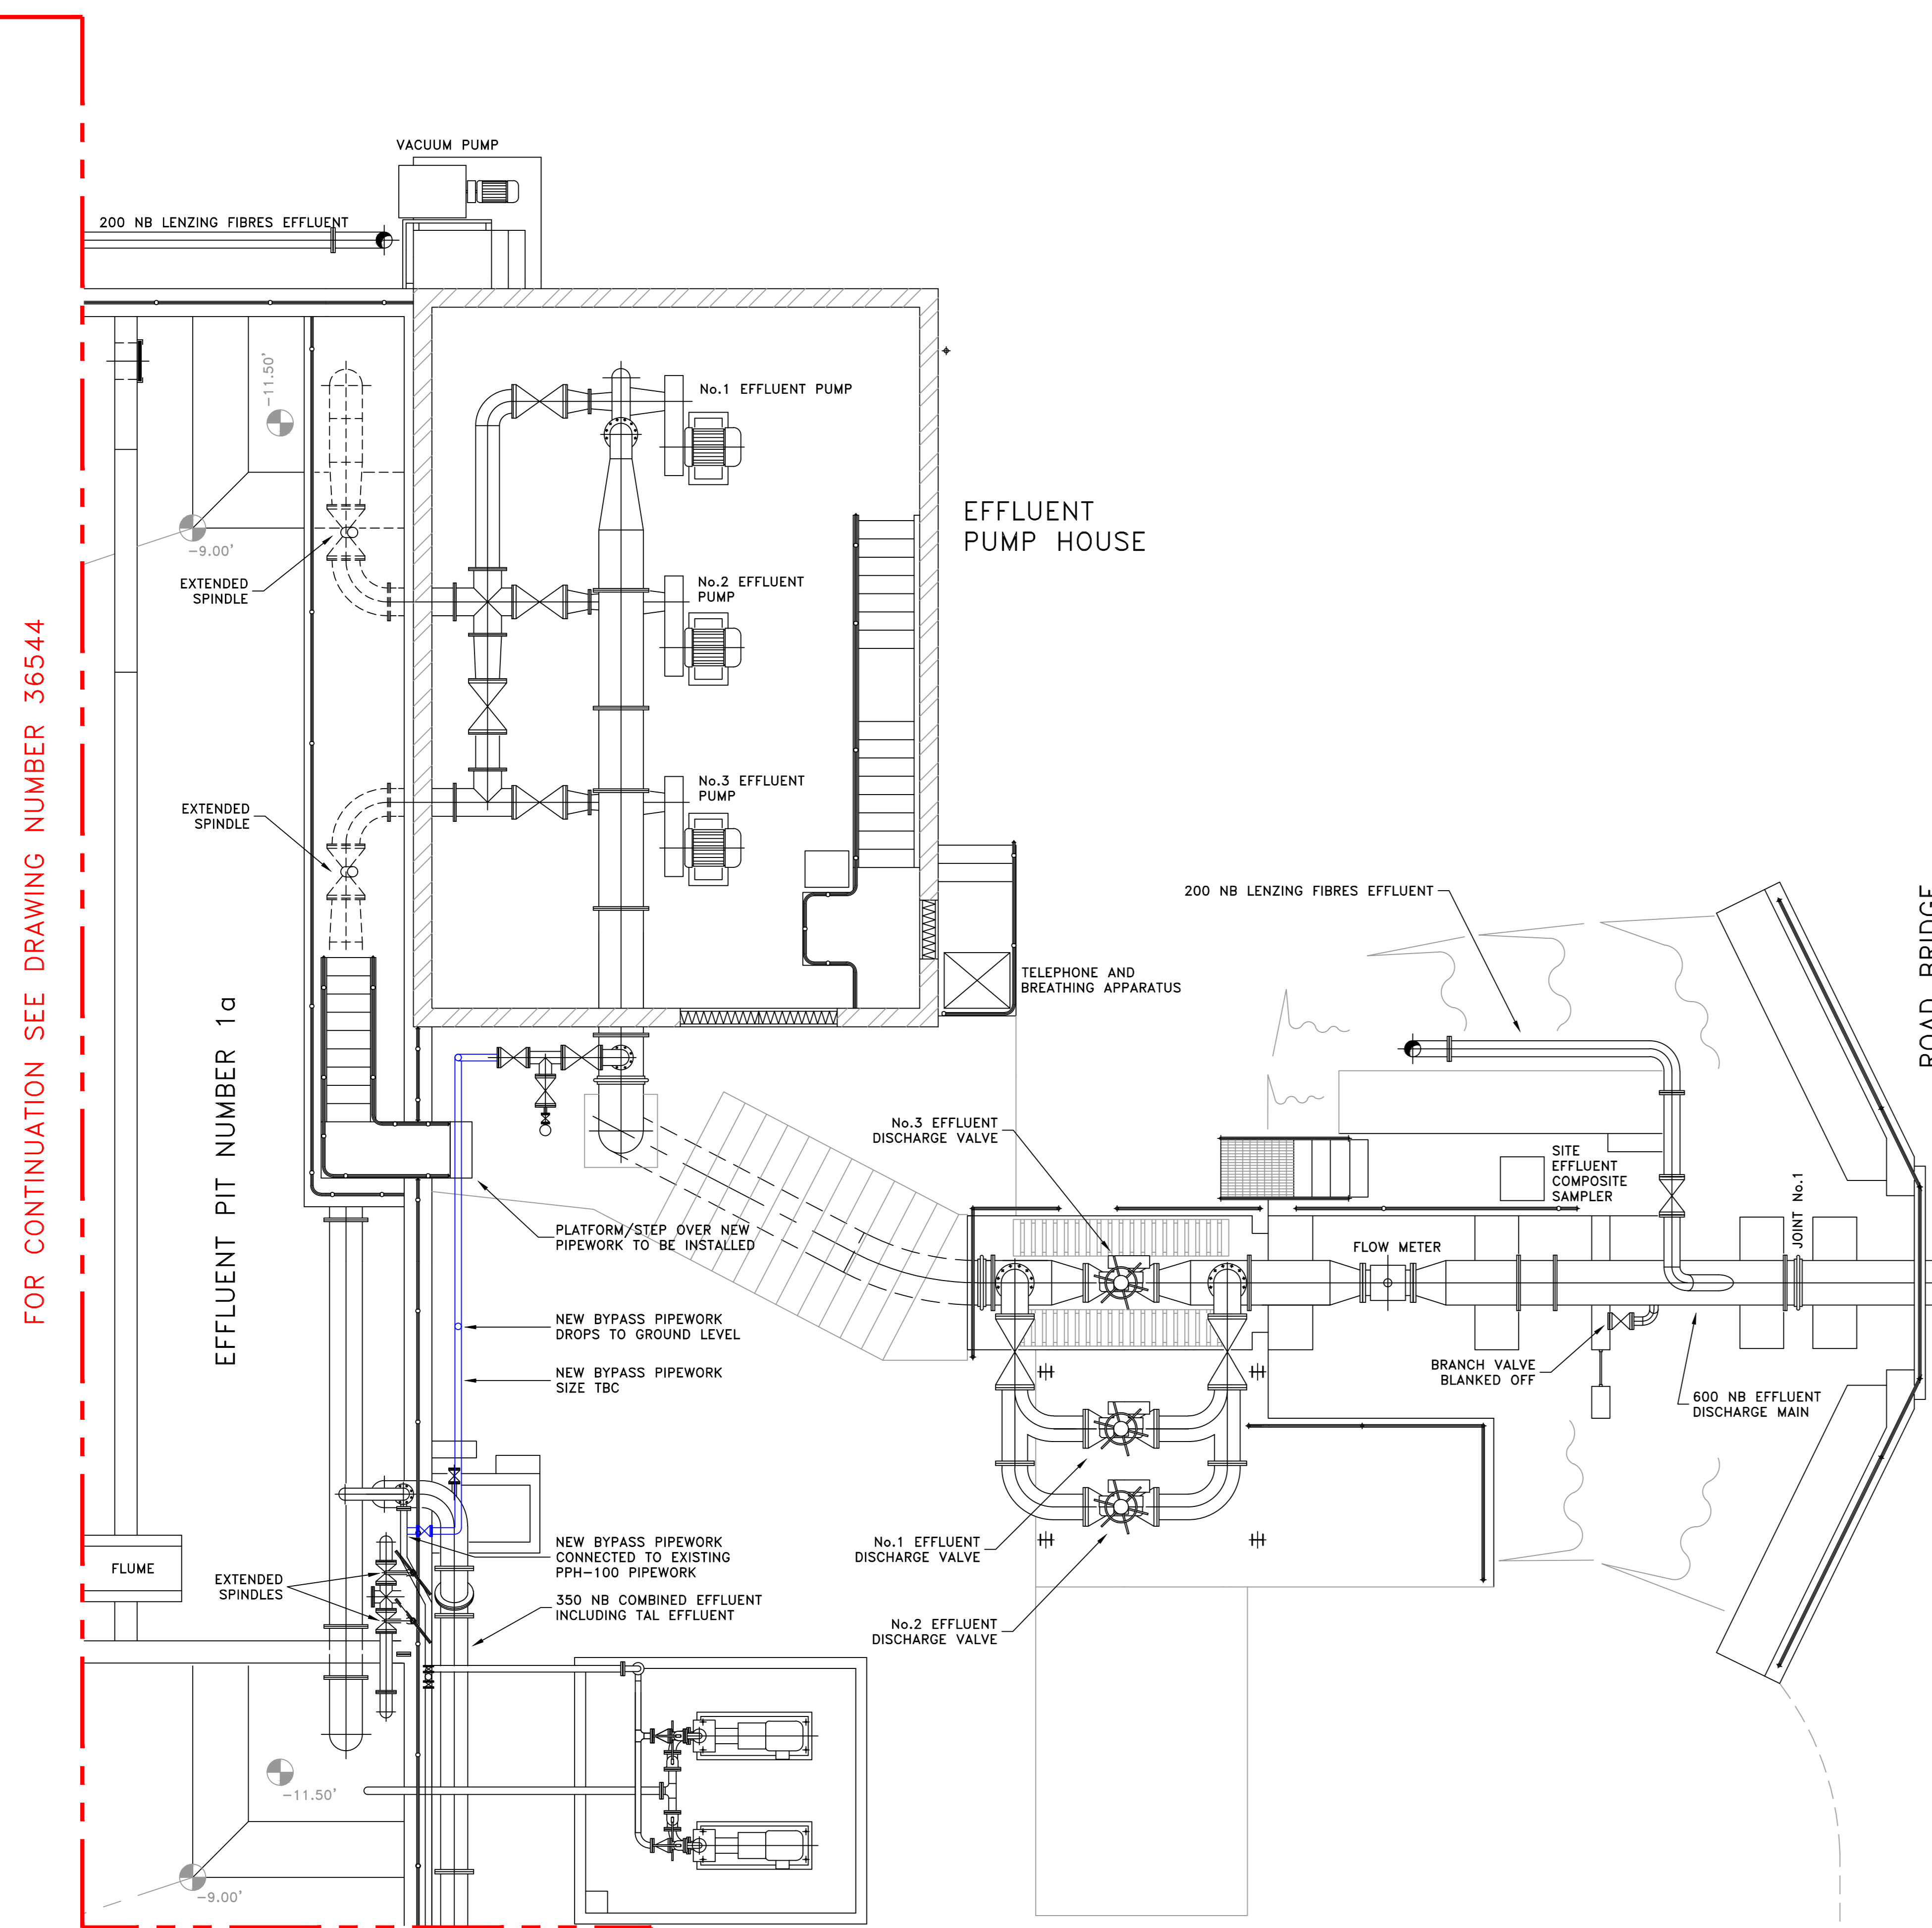 VACUUM PUMP
200 NB LENZING FIBRES EFFLUENT
-11.50'
No.1 EFFLUENT PUMP
EFFLUENT
PUMP HOUSE
-9.00'
EXTENDED
SPINDLE
No.2 EFFLUENT
PUMP
FOR CONTINUATION SEE DRAWING NUMBER 36544
No.3 EFFLUENT
PUMP
EXTENDED
SPINDLE
200 NB LENZING FIBRES EFFLUENT
ROAD BRIDGE
TELEPHONE AND
BREATHING APPARATUS
EFFLUENT PIT NUMBER 1a
No.3 EFFLUENT
DISCHARGE VALVE
SITE
EFFLUENT
COMPOSITE
SAMPLER
JOINT No.1
PLATFORM/STEP OVER NEW
PIPEWORK TO BE INSTALLED
FLOW METER
NEW BYPASS PIPEWORK
DROPS TO GROUND LEVEL
NEW BYPASS PIPEWORK
SIZE TBC
BRANCH VALVE
BLANKED OFF
600 NB EFFLUENT
DISCHARGE MAIN
NEW BYPASS PIPEWORK
CONNECTED TO EXISTING
PPH-100 PIPEWORK
No.1 EFFLUENT
DISCHARGE VALVE
FLUME
EXTENDED
SPINDLES
350 NB COMBINED EFFLUENT
INCLUDING TAL EFFLUENT
No.2 EFFLUENT
DISCHARGE VALVE
-11.50'
-9.00'